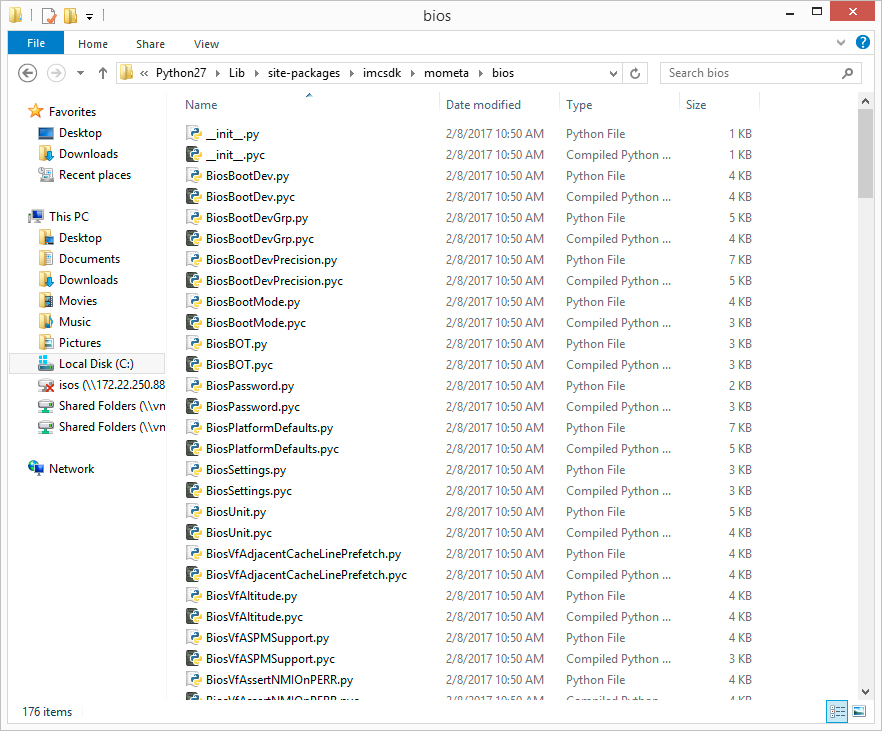 bios
File Home Share View
« Python27 Lib site-packages imcsdk mometa bios Search bios
Favorites
Desktop
Downloads
Recent places
This PC
Desktop
Documents
Downloads
Movies
Music
Pictures
Local Disk (C:)
isos (\\172.22.250.88
Shared Folders (\\vn
Shared Folders (\\vn
Network
Name Date modified Type Size
__init__.py 2/8/2017 10:50 AM Python File 1 KB
__init__.pyc 2/8/2017 10:50 AM Compiled Python ... 1 KB
BiosBootDev.py 2/8/2017 10:50 AM Python File 4 KB
BiosBootDev.pyc 2/8/2017 10:50 AM Compiled Python ... 4 KB
BiosBootDevGrp.py 2/8/2017 10:50 AM Python File 5 KB
BiosBootDevGrp.pyc 2/8/2017 10:50 AM Compiled Python ... 4 KB
BiosBootDevPrecision.py 2/8/2017 10:50 AM Python File 7 KB
BiosBootDevPrecision.pyc 2/8/2017 10:50 AM Compiled Python ... 5 KB
BiosBootMode.py 2/8/2017 10:50 AM Python File 4 KB
BiosBootMode.pyc 2/8/2017 10:50 AM Compiled Python ... 4 KB
BiosBOT.py 2/8/2017 10:50 AM Python File 3 KB
BiosBOT.pyc 2/8/2017 10:50 AM Compiled Python ... 3 KB
BiosPassword.py 2/8/2017 10:50 AM Python File 2 KB
BiosPassword.pyc 2/8/2017 10:50 AM Compiled Python ... 3 KB
BiosPlatformDefaults.py 2/8/2017 10:50 AM Python File 7 KB
BiosPlatformDefaults.pyc 2/8/2017 10:50 AM Compiled Python ... 5 KB
BiosSettings.py 2/8/2017 10:50 AM Python File 3 KB
BiosSettings.pyc 2/8/2017 10:50 AM Compiled Python ... 3 KB
BiosUnit.py 2/8/2017 10:50 AM Python File 5 KB
BiosUnit.pyc 2/8/2017 10:50 AM Compiled Python ... 4 KB
BiosVfAdjacentCacheLinePrefetch.py 2/8/2017 10:50 AM Python File 4 KB
BiosVfAdjacentCacheLinePrefetch.pyc 2/8/2017 10:50 AM Compiled Python ... 4 KB
BiosVfAltitude.py 2/8/2017 10:50 AM Python File 4 KB
BiosVfAltitude.pyc 2/8/2017 10:50 AM Compiled Python ... 4 KB
BiosVfASPMSupport.py 2/8/2017 10:50 AM Python File 4 KB
BiosVfASPMSupport.pyc 2/8/2017 10:50 AM Compiled Python ... 3 KB
BiosVfAssertNMIOnPERR.py 2/8/2017 10:50 AM Python File 4 KB
BiosVfAssertNMIOnPERR.pyc 2/8/2017 10:50 AM Compiled Python ... 4 KB
176 items